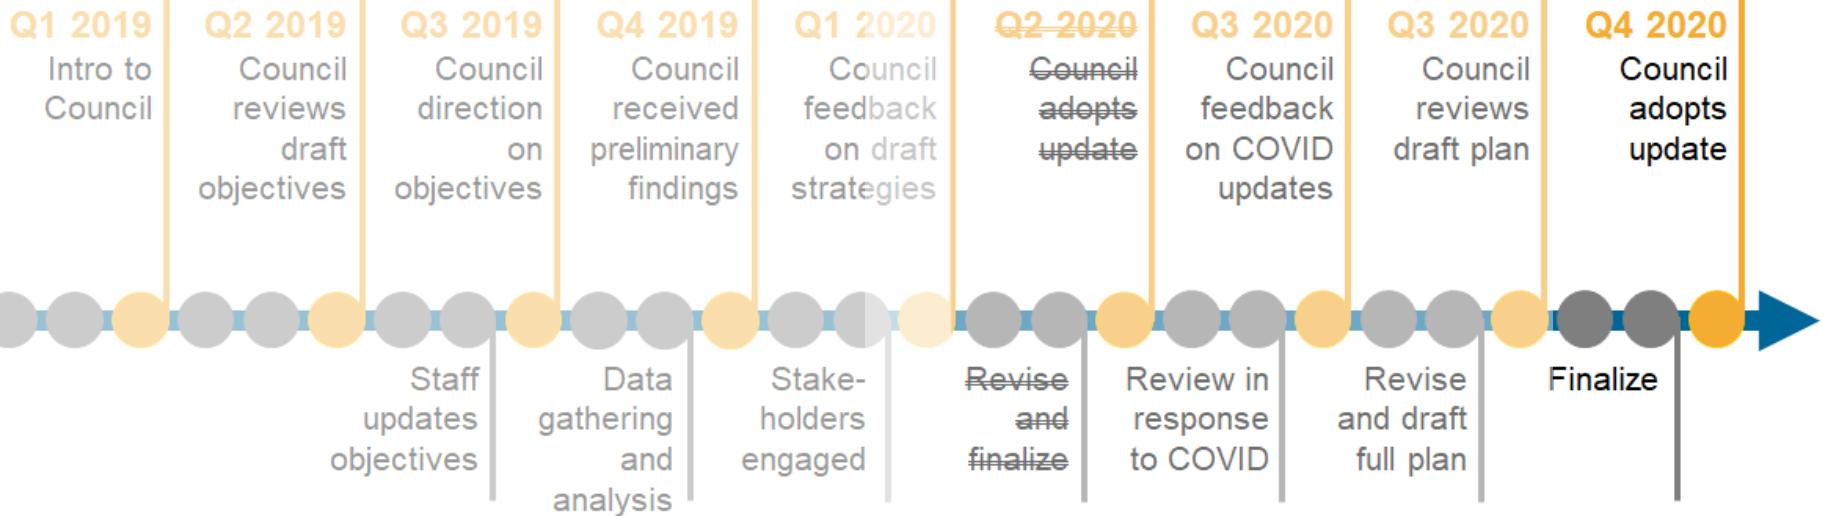 Q1 2019
Intro to
Council
Q2 2019
Council
reviews
draft
objectives
Q3 2019
Council
direction
on
objectives
Q4 2019
Council
received
preliminary
findings
Q1 2020
Council
feedback
on draft
strategies
Q2 2020
Council
adopts
update
Q3 2020
Council
feedback
on COVID
updates
Q3 2020
Council
reviews
draft plan
Q4 2020
Council
adopts
update
Staff
updates
objectives
Data
gathering
and
analysis
Stake-
holders
engaged
Revise
and
finalize
Review in
response
to COVID
Revise
and draft
full plan
Finalize